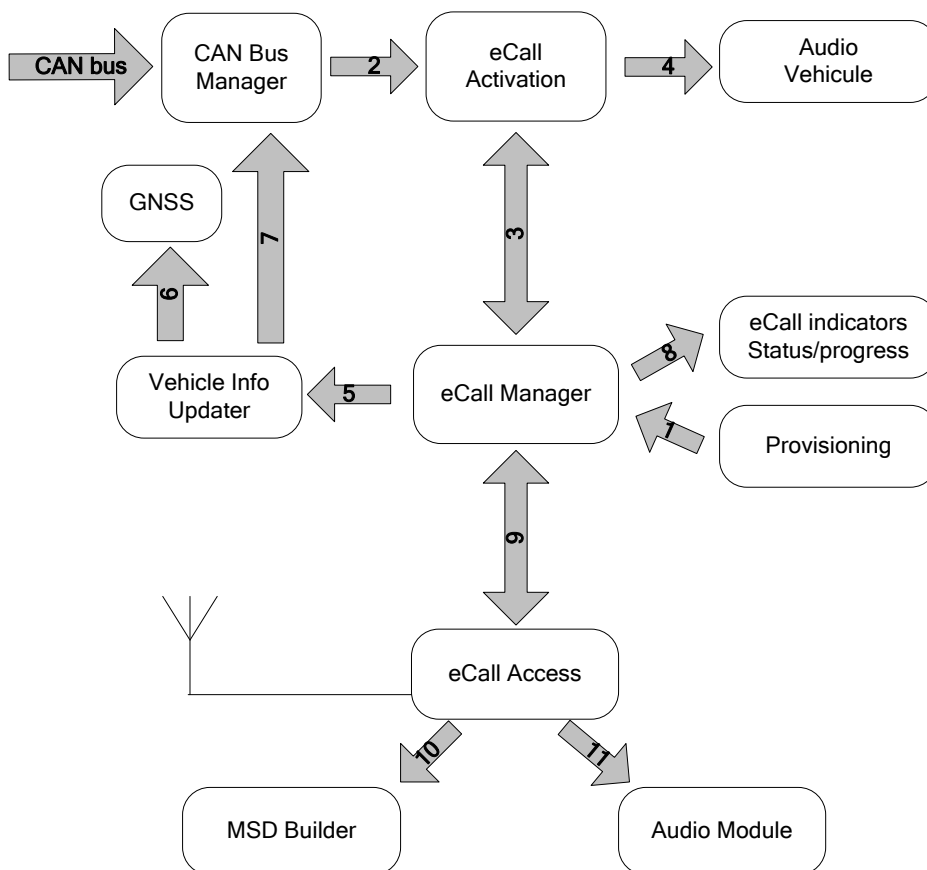 CAN bus
CAN Bus
Manager
2
eCall
Activation
4
Audio
Vehicule
GNSS
7
3
6
eCall indicators
Status/progress
8
Vehicle Info
Updater
5
eCall Manager
1
Provisioning
9
eCall Access
10
11
MSD Builder
Audio Module